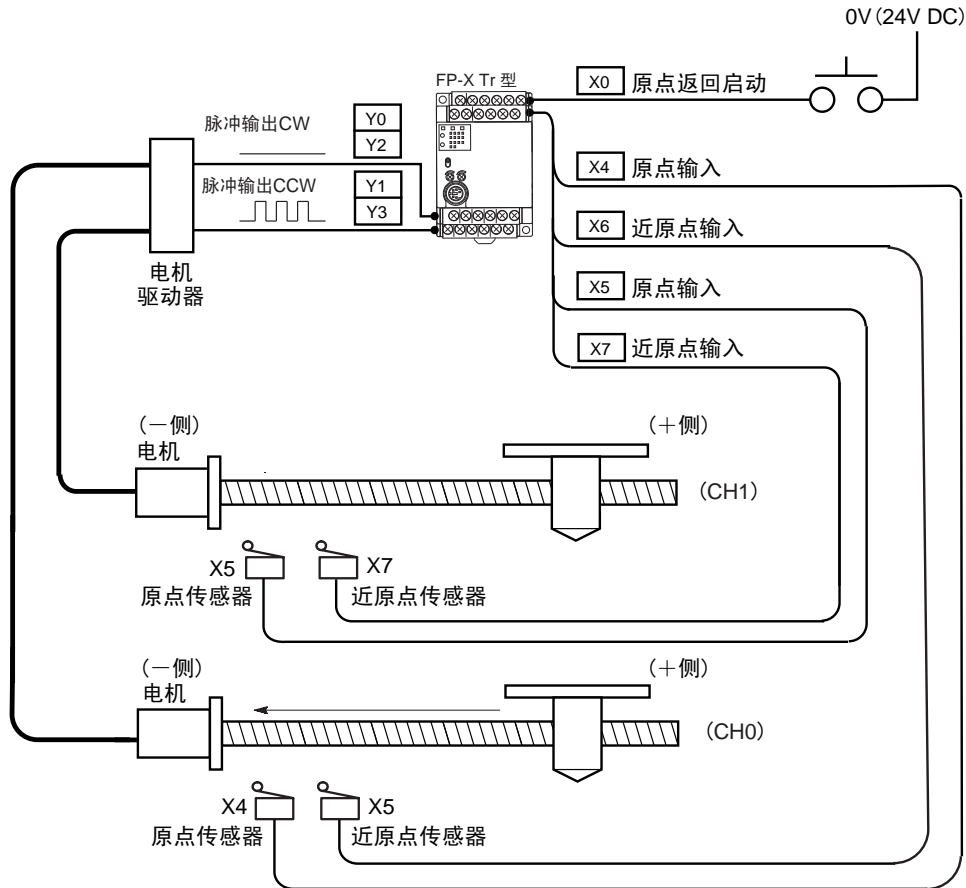 0V(24V DC)
FP-X Tr 型
X0 原点返回启动
脉冲输出CW
Y0
Y2
X4 原点输入
脉冲输出CCW
Y1
Y3
X6 近原点输入
电机
驱动器
X5 原点输入
X7 近原点输入
(－侧)
电机
(＋侧)
(CH1)
X5
原点传感器
X7
近原点传感器
(－侧)
电机
(＋侧)
(CH0)
X4
原点传感器
X5
近原点传感器